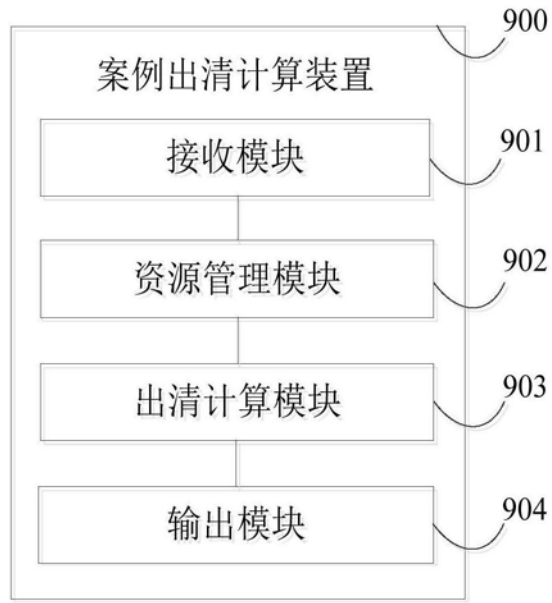 900
案例出清计算装置
接收模块
901
资源管理模块
902
出清计算模块
903
输出模块
904